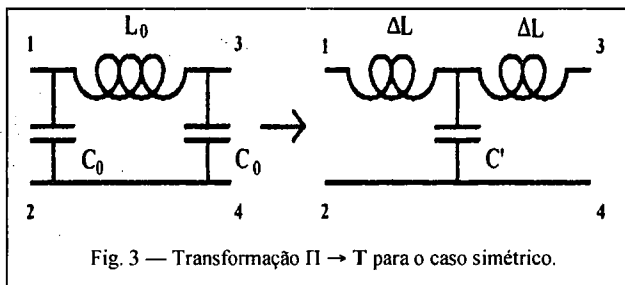 L₀
1
3
C₀
C₀
2
4
ΔL
ΔL
1
3
C'
2
4
Fig. 3 — Transformação Π → T para o caso simétrico.